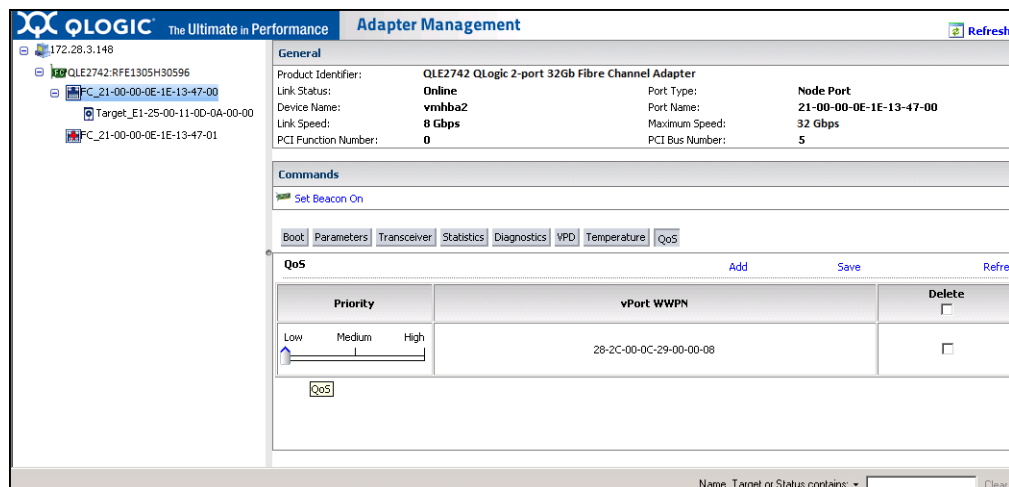 QLOGIC The Ultimate in Performance Adapter Management
Refresh
172.28.3.148
QLE2742:RFE1305H30596
FC_21-00-00-0E-1E-13-47-00
Target_E1-25-00-11-0D-0A-00-00
FC_21-00-00-0E-1E-13-47-01
General
Product Identifier: QLE2742 QLogic 2-port 32Gb Fibre Channel Adapter
Link Status: Online Port Type: Node Port
Device Name: vmhba2 Port Name: 21-00-00-0E-1E-13-47-00
Link Speed: 8 Gbps Maximum Speed: 32 Gbps
PCI Function Number: 0 PCI Bus Number: 5
Commands
Set Beacon On
Boot Parameters Transceiver Statistics Diagnostics VPD Temperature QoS
QoS Add Save Refre
Priority vPort WWPN Delete
Low Medium High
28-2C-00-0C-29-00-00-08
QoS
Name, Target or Status contains: Clear